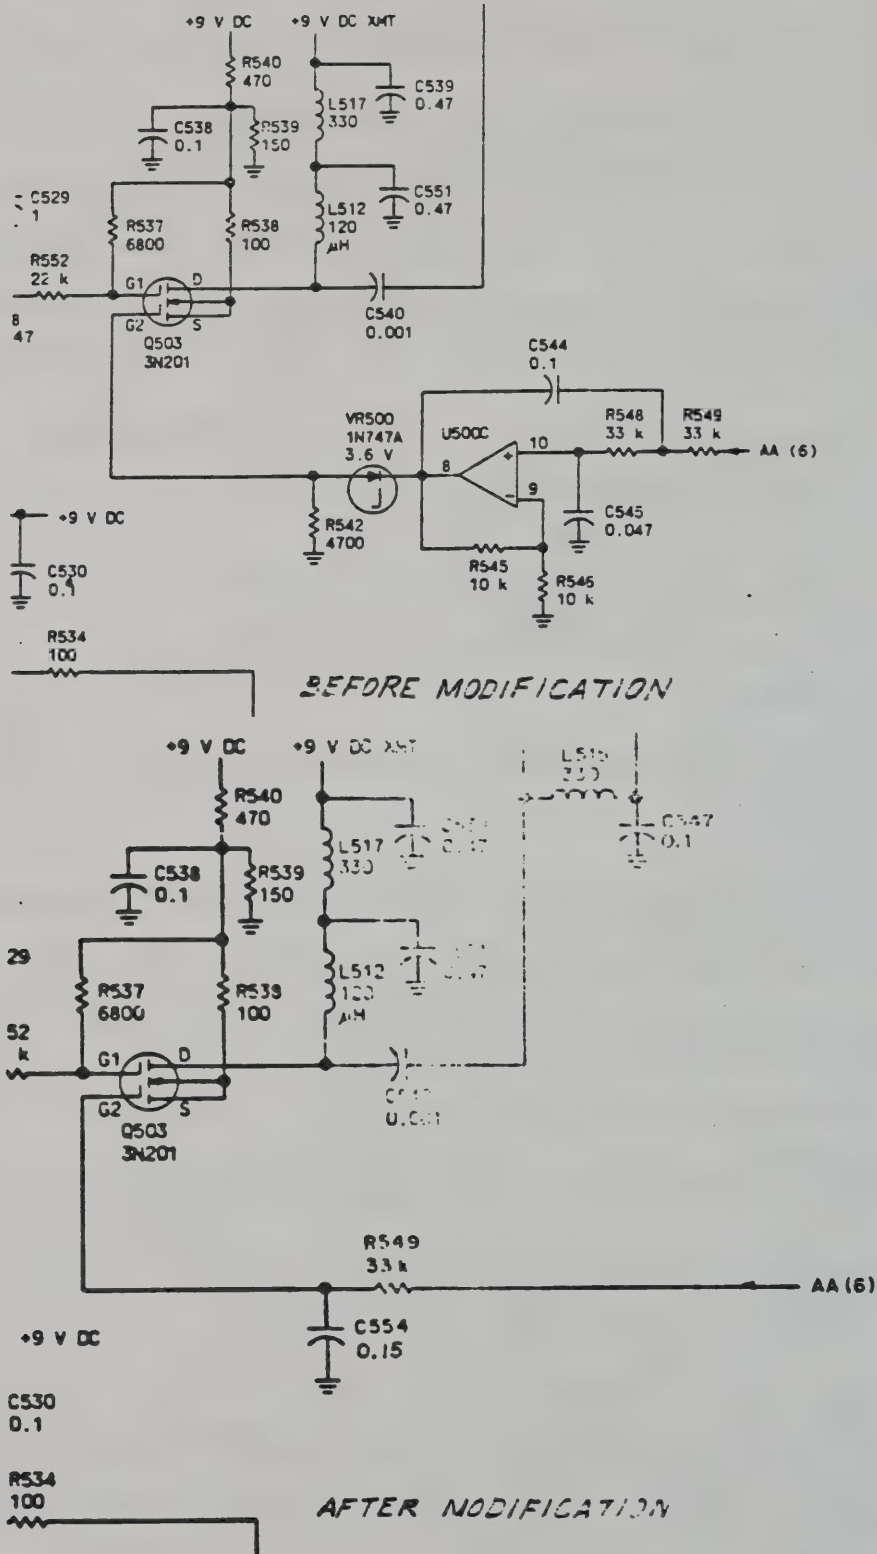 +9 V DC
+9 V DC XMT
R540
470
C539
0.47
L517
330
C538
0.1
R539
150
C551
0.47
C529
1
L512
120
µH
R537
6800
R538
100
R552
22 k
G1
D
G2
S
C540
0.001
8
47
Q503
3N201
C544
0.1
VR500
1N747A
3.6 V
U500C
R548
33 k
R549
33 k
10
+
AA (6)
8
9
-
+9 V DC
R542
4700
C545
0.047
C530
0.1
R545
10 k
R546
10 k
R534
100
BEFORE MODIFICATION
+9 V DC
+9 V DC XMT
330
R540
470
L517
330
C547
0.1
C538
0.1
R539
150
29
L512
120
µH
R537
6800
R538
100
52
k
G1
D
G2
S
0.001
Q503
3N201
R549
33 k
AA (6)
+9 V DC
C554
0.15
C530
0.1
R534
100
AFTER MODIFICATION